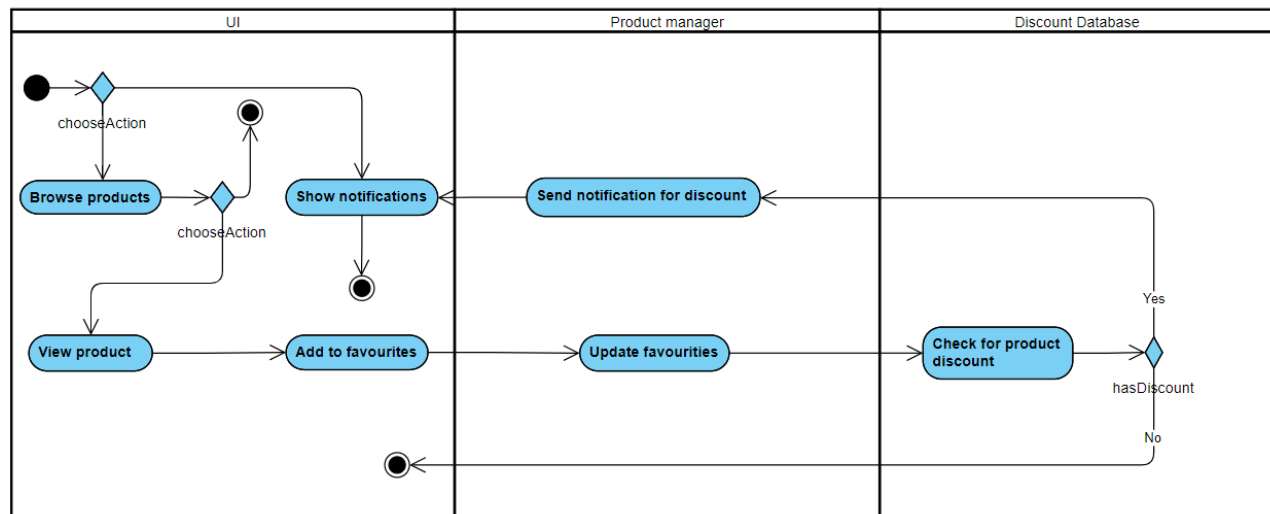 UI
Product manager
Discount Database
chooseAction
Browse products
chooseAction
Show notifications
Send notification for discount
Yes
View product
Add to favourites
Update favourities
Check for product
discount
hasDiscount
No